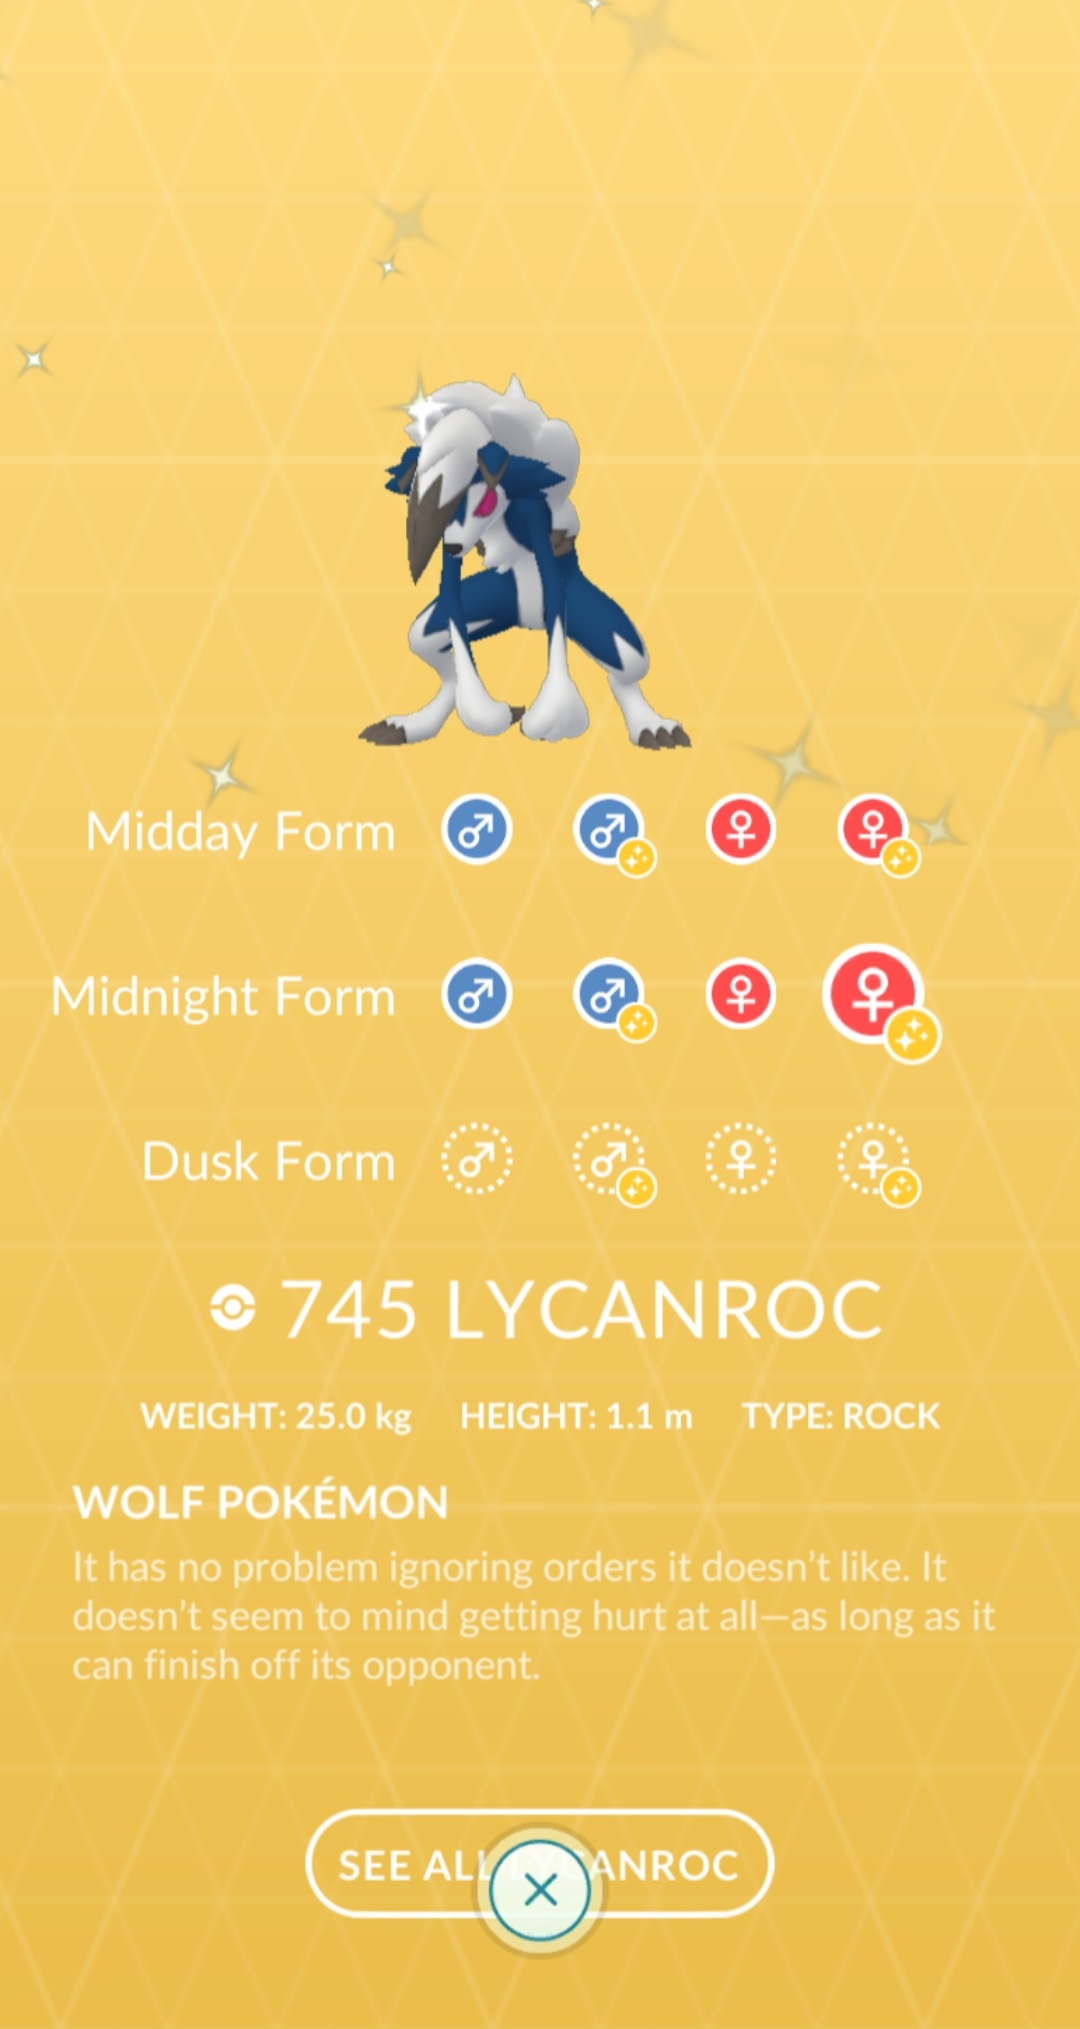 Midday Form
Midnight Form
Dusk Form
745 LYCANROC
WEIGHT: 25.0 kg HEIGHT: 1.1 m TYPE: ROCK
WOLF POKÉMON
It has no problem ignoring orders it doesn't like. It
doesn't seem to mind getting hurt at all—as long as it
can finish off its opponent.
SEE ALL LYCANROC